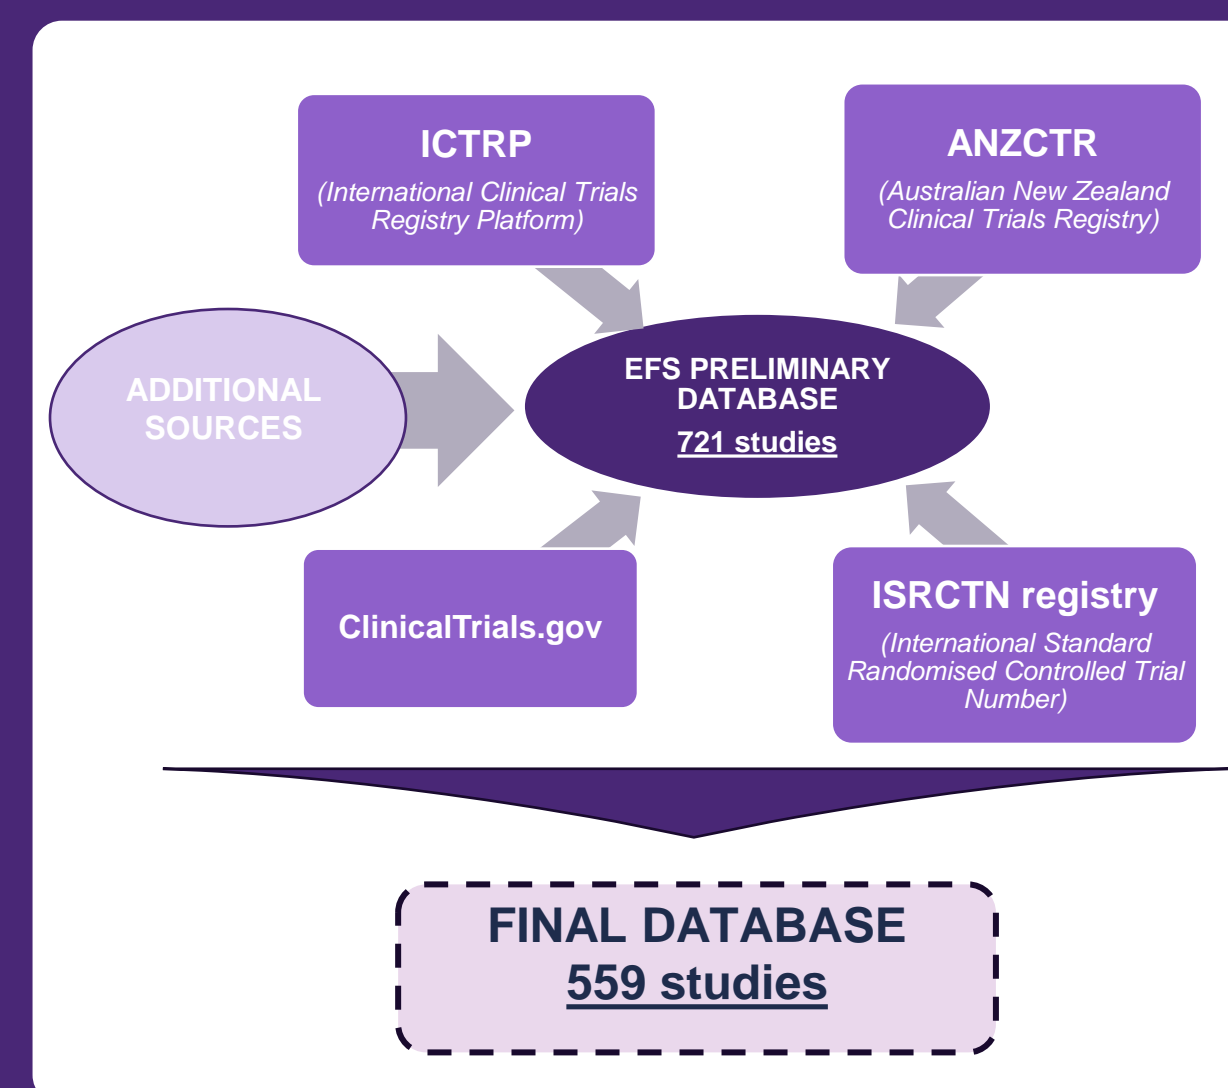 ICTRP
(International Clinical Trials
Registry Platform)
ANZCTR
(Australian New Zealand
Clinical Trials Registry)
ADDITIONAL
SOURCES
EFS PRELIMINARY
DATABASE
721 studies
ClinicalTrials.gov
ISRCTN registry
(International Standard
Randomised Controlled Trial
Number)
FINAL DATABASE
559 studies